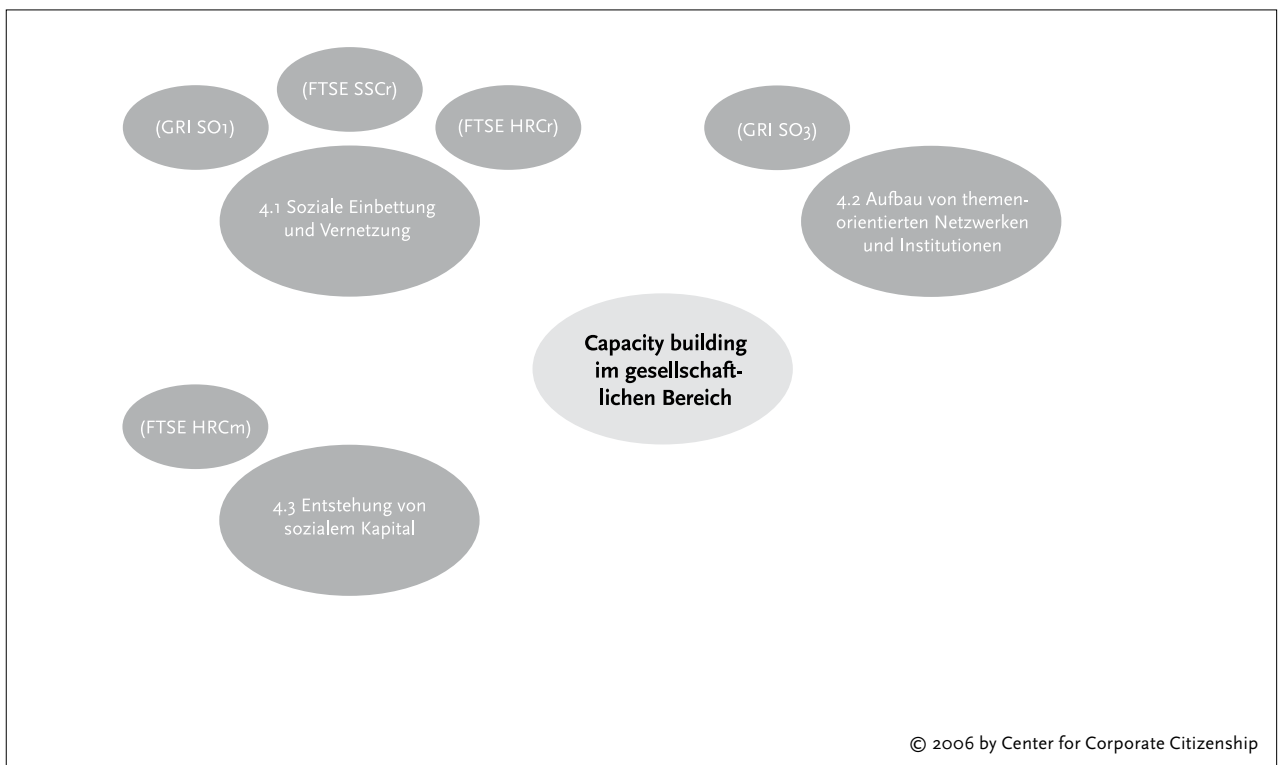 (FTSE SSCr)
(GRI SO1)
(FTSE HRCr)
(GRI SO3)
4.1 Soziale Einbettung
und Vernetzung
4.2 Aufbau von themen-
orientierten Netzwerken
und Institutionen
Capacity building
im gesellschaft-
lichen Bereich
(FTSE HRCm)
4.3 Entstehung von
sozialem Kapital
© 2006 by Center for Corporate Citizenship